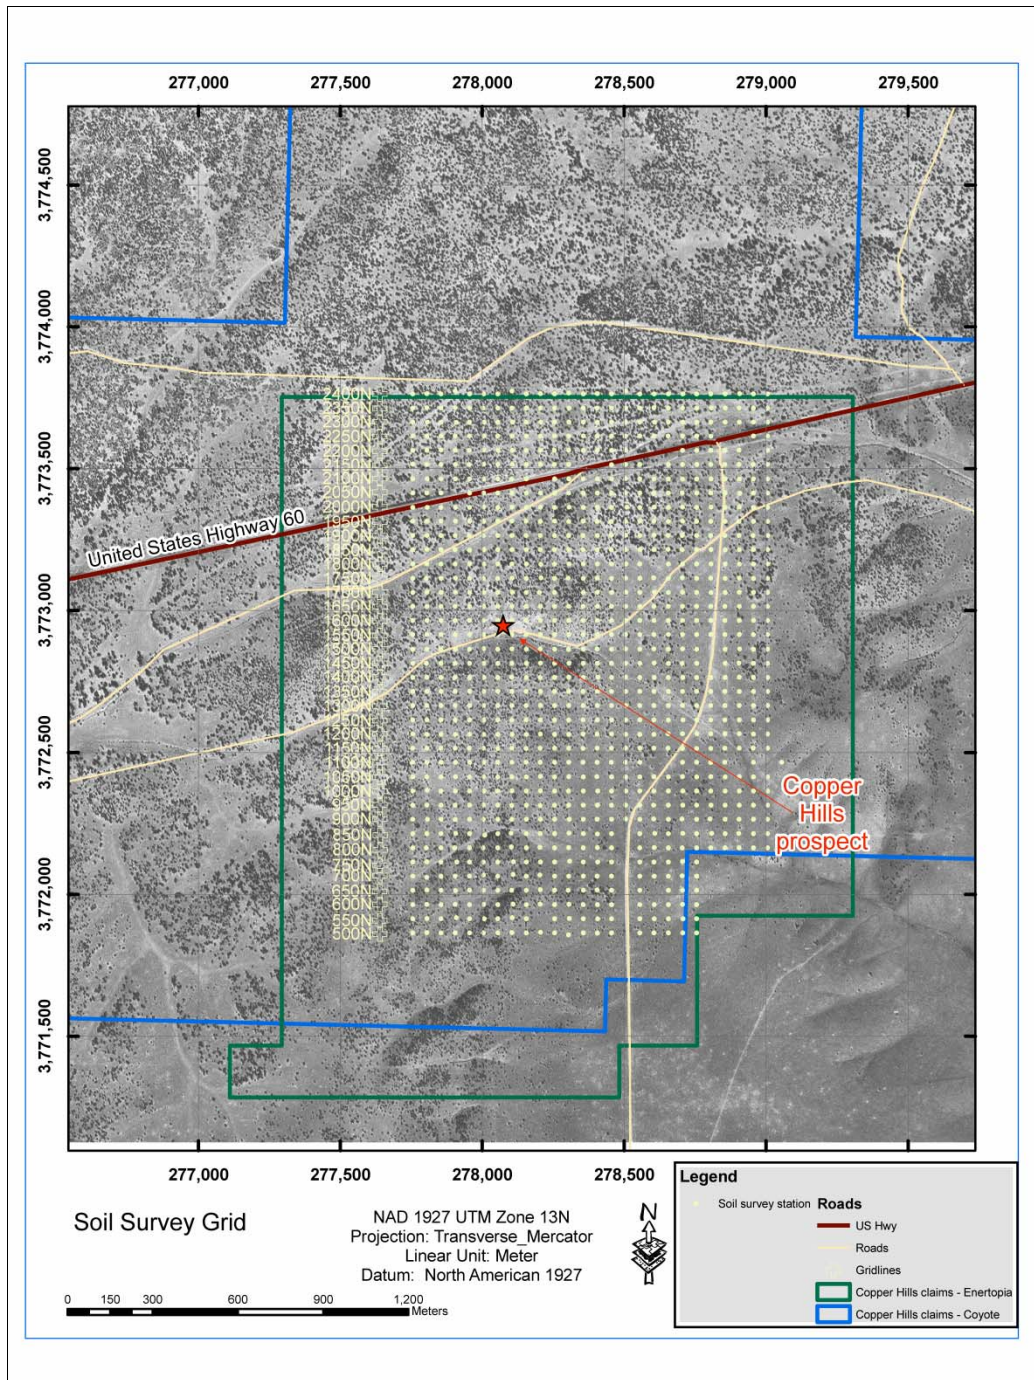 277,000 277,500 278,000 278,500 279,000 279,500
3,774,500
3,774,000
3,773,500
3,773,000
3,772,500
3,772,000
3,771,500
2400N
2350N
2300N
2250N
2200N
2150N
2100N
2050N
2000N
1950N
1900N
1850N
1800N
1750N
1700N
1650N
1600N
1550N
1500N
1450N
1400N
1350N
1300N
1250N
1200N
1150N
1100N
1060N
1000N
950N
900N
850N
800N
750N
700N
650N
600N
550N
500N
United States Highway 60
Copper
Hills
prospect
277,000 277,500 278,000 278,500 279,000 279,500
Soil Survey Grid
0 150 300 600 900 1,200
Meters
NAD 1927 UTM Zone 13N
Projection: Transverse_Mercator
Linear Unit: Meter
Datum: North American 1927
N
Legend
Soil survey station
Roads
US Hwy
Roads
Gridlines
Copper Hills claims - Enertopia
Copper Hills claims - Coyote